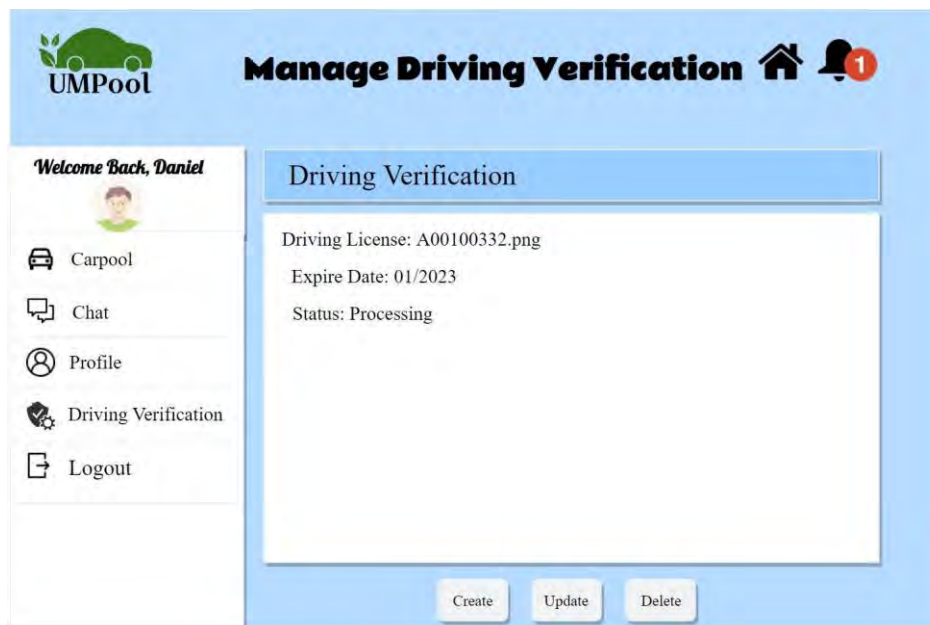 UMPool
Manage Driving Verification
1
Welcome Back, Daniel
Carpool
Chat
Profile
Driving Verification
Logout
Driving Verification
Driving License: A00100332.png
Expire Date: 01/2023
Status: Processing
Create Update Delete